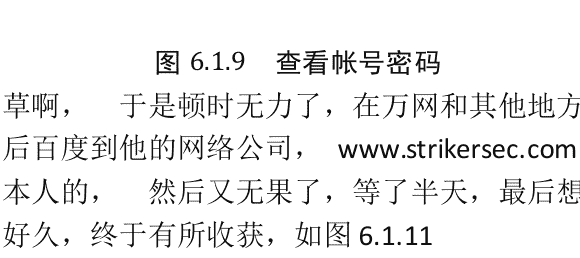 图 6.1.9 查看帐号密码
草啊， 于是顿时无力了，在万网和其他地方
后百度到他的网络公司， www.strikersec.com
本人的， 然后又无果了，等了半天，最后想
好久，终于有所收获，如图 6.1.11